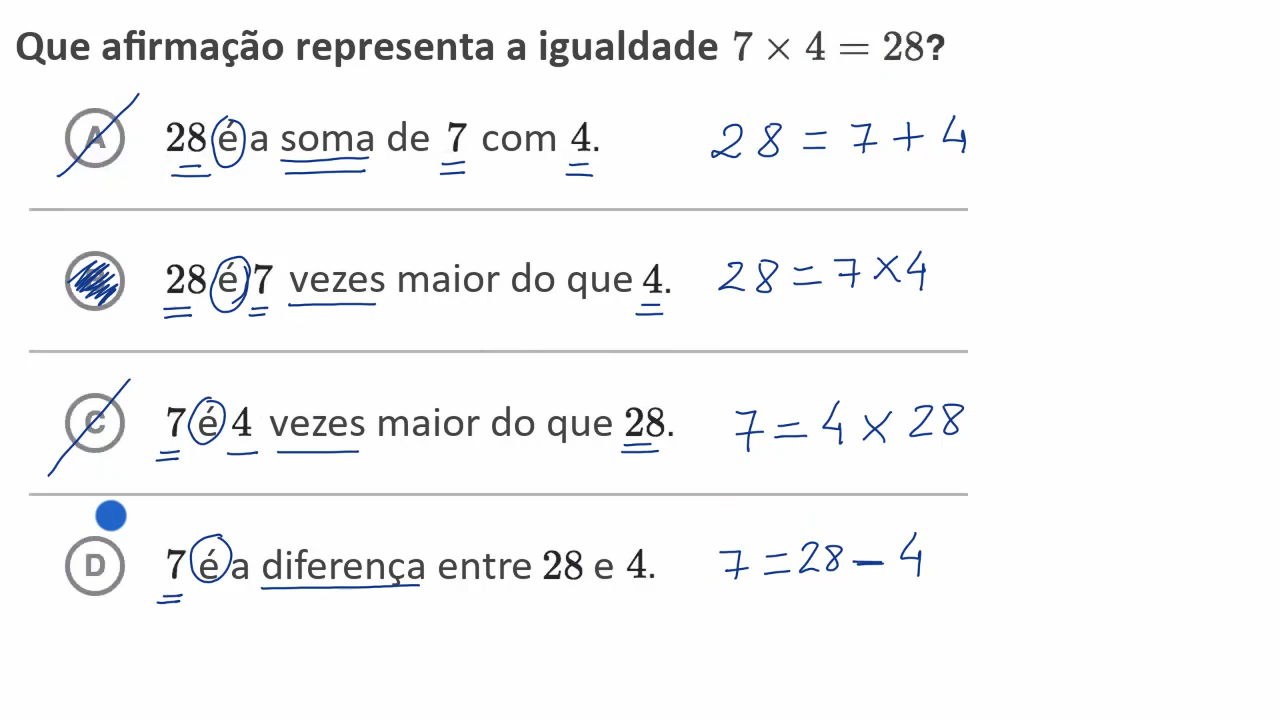 Que afirmação representa a igualdade 7 × 4 = 28?
A 28 é a soma de 7 com 4. 28 = 7 + 4
28 é 7 vezes maior do que 4. 28 = 7 × 4
C 7 é 4 vezes maior do que 28. 7 = 4 × 28
D 7 é a diferença entre 28 e 4. 7 = 28 - 4